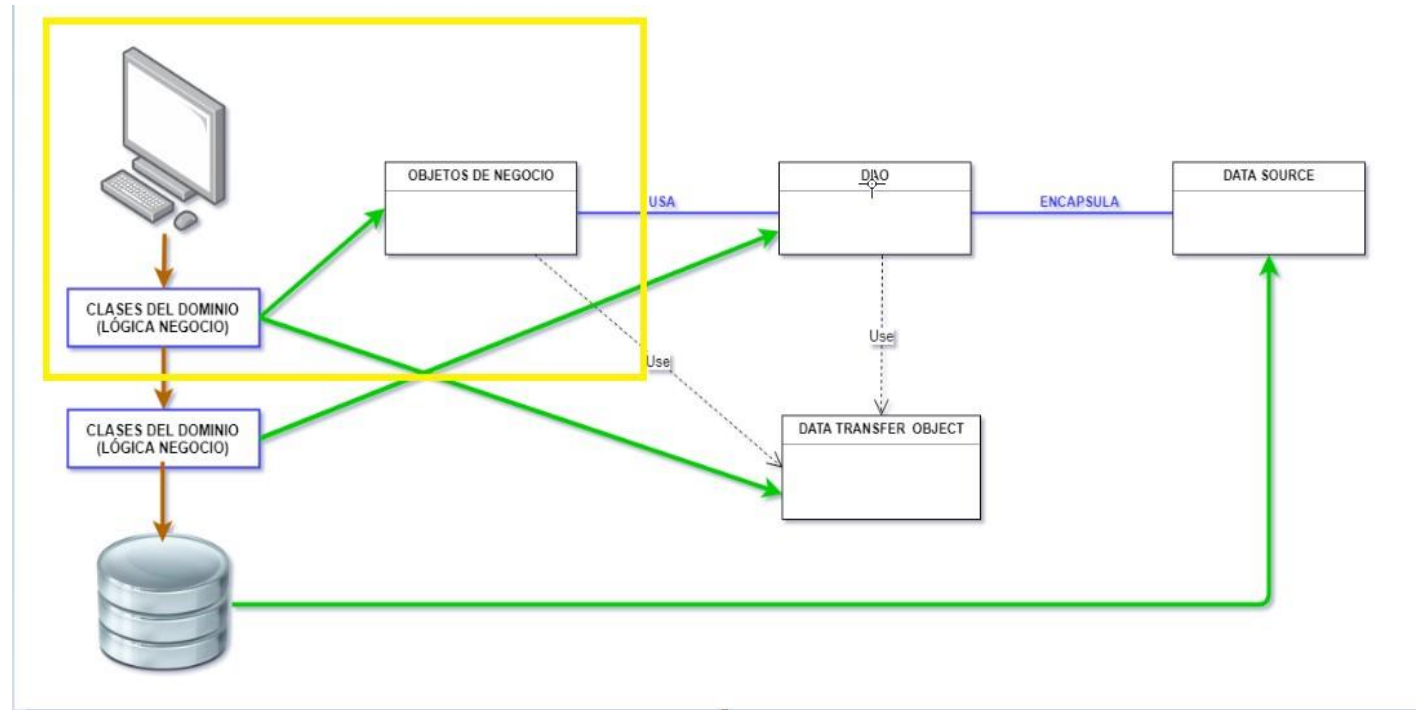 OBJETOS DE NEGOCIO
USA
DAO
ENCAPSULA
DATA SOURCE
CLASES DEL DOMINIO
(LÓGICA NEGOCIO)
Use
Use
CLASES DEL DOMINIO
(LÓGICA NEGOCIO)
DATA TRANSFER OBJECT